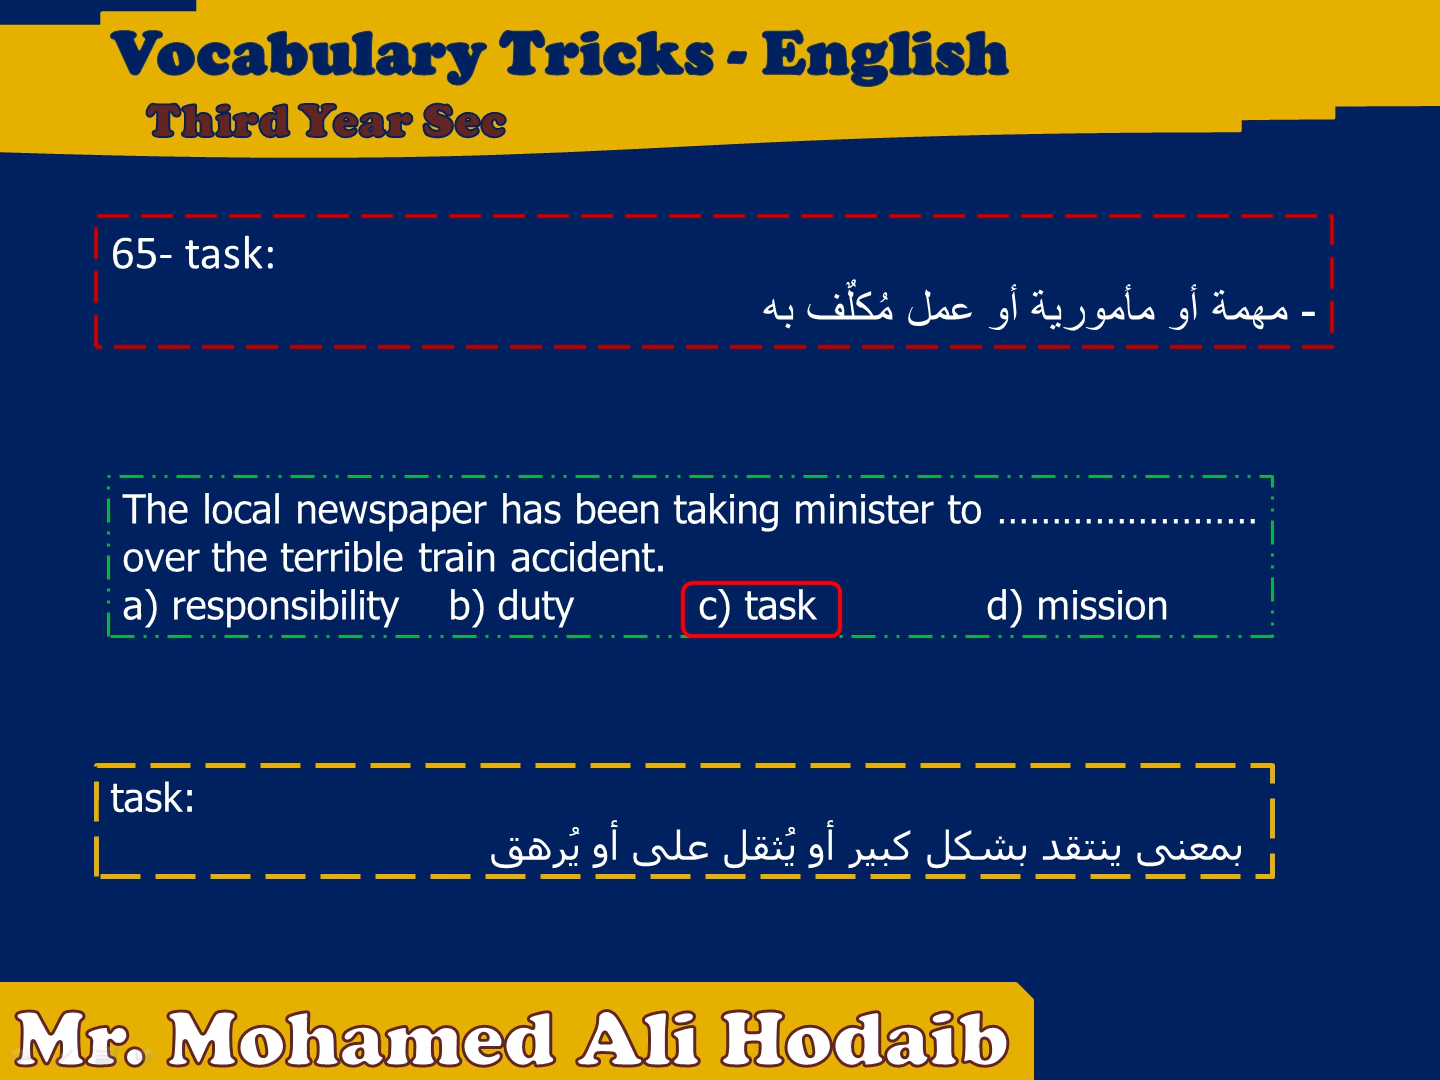 Vocabulary Tricks - English
Third Year Sec
65- task:
- مهمة أو مأمورية أو عمل مُكلٌف به
The local newspaper has been taking minister to ……………………
over the terrible train accident.
a) responsibility b) duty c) task d) mission
task:
بمعنى ينتقد بشكل كبير أو يُثقل على أو يُرهق
Mr. Mohamed Ali Hodaib